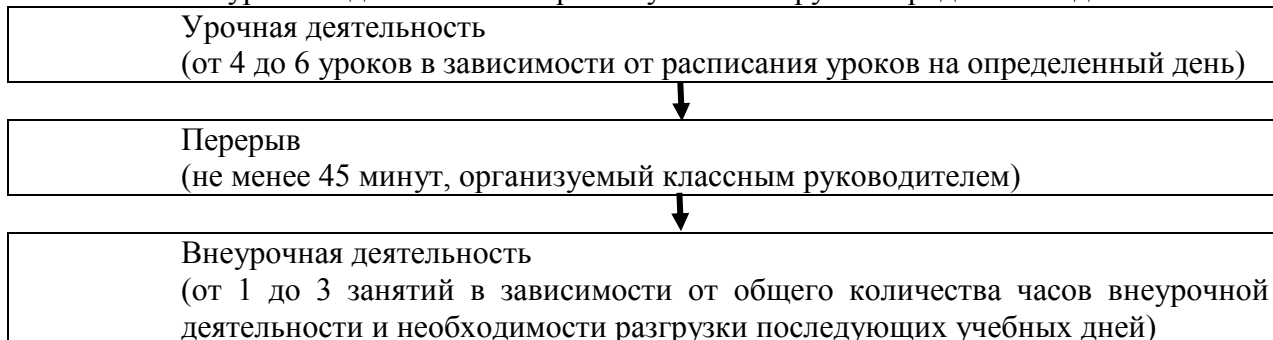 Урочная деятельность
(от 4 до 6 уроков в зависимости от расписания уроков на определенный день)
Перерыв
(не менее 45 минут, организуемый классным руководителем)
Внеурочная деятельность
(от 1 до 3 занятий в зависимости от общего количества часов внеурочной
деятельности и необходимости разгрузки последующих учебных дней)